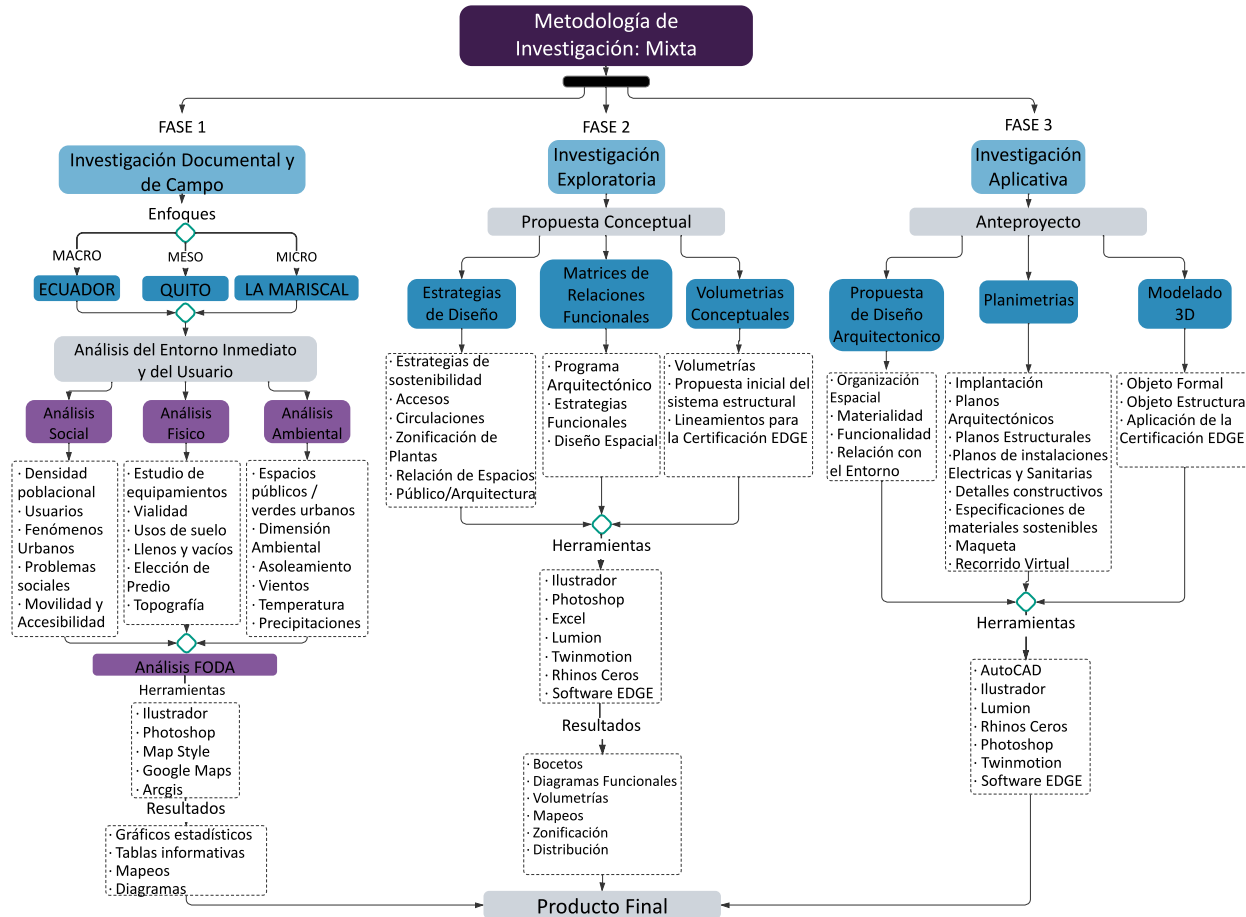 Metodología de
Investigación: Mixta
FASE 1
Investigación Documental y
de Campo
Enfoques
MACRO
MESO
MICRO
ECUADOR
QUITO
LA MARISCAL
Análisis del Entorno Inmediato
y del Usuario
Análisis
Social
Análisis
Fisico
Análisis
Ambiental
· Densidad
poblacional
· Usuarios
· Fenómenos
Urbanos
· Problemas
sociales
· Movilidad y
Accesibilidad
· Estudio de
equipamientos
· Vialidad
· Usos de suelo
· Llenos y vacíos
· Elección de
Predio
· Topografía
· Espacios
públicos /
verdes urbanos
· Dimensión
Ambiental
· Asoleamiento
· Vientos
· Temperatura
· Precipitaciones
Análisis FODA
Herramientas
· Ilustrador
· Photoshop
· Map Style
· Google Maps
· Arcgis
Resultados
· Gráficos estadísticos
· Tablas informativas
· Mapeos
· Diagramas
FASE 2
Investigación
Exploratoria
Propuesta Conceptual
Estrategias
de Diseño
Matrices de
Relaciones
Funcionales
Volumetrias
Conceptuales
· Estrategias de
sostenibilidad
· Accesos
· Circulaciones
· Zonificación de
Plantas
· Relación de Espacios
· Público/Arquitectura
· Programa
Arquitectónico
· Estrategias
Funcionales
· Diseño Espacial
· Volumetrías
· Propuesta inicial del
sistema estructural
· Lineamientos para
la Certificación EDGE
Herramientas
· Ilustrador
· Photoshop
· Excel
· Lumion
· Twinmotion
· Rhinos Ceros
· Software EDGE
Resultados
· Bocetos
· Diagramas Funcionales
· Volumetrías
· Mapeos
· Zonificación
· Distribución
FASE 3
Investigación
Aplicativa
Anteproyecto
Propuesta
de Diseño
Arquitectonico
Planimetrias
Modelado
3D
· Organización
Espacial
· Materialidad
· Funcionalidad
· Relación con
el Entorno
· Implantación
· Planos
Arquitectónicos
· Planos Estructurales
· Planos de instalaciones
Electricas y Sanitarias
· Detalles constructivos
· Especificaciones de
materiales sostenibles
· Maqueta
· Recorrido Virtual
· Objeto Formal
· Objeto Estructura
· Aplicación de la
Certificación EDGE
Herramientas
· AutoCAD
· Ilustrador
· Lumion
· Rhinos Ceros
· Photoshop
· Twinmotion
· Software EDGE
Producto Final